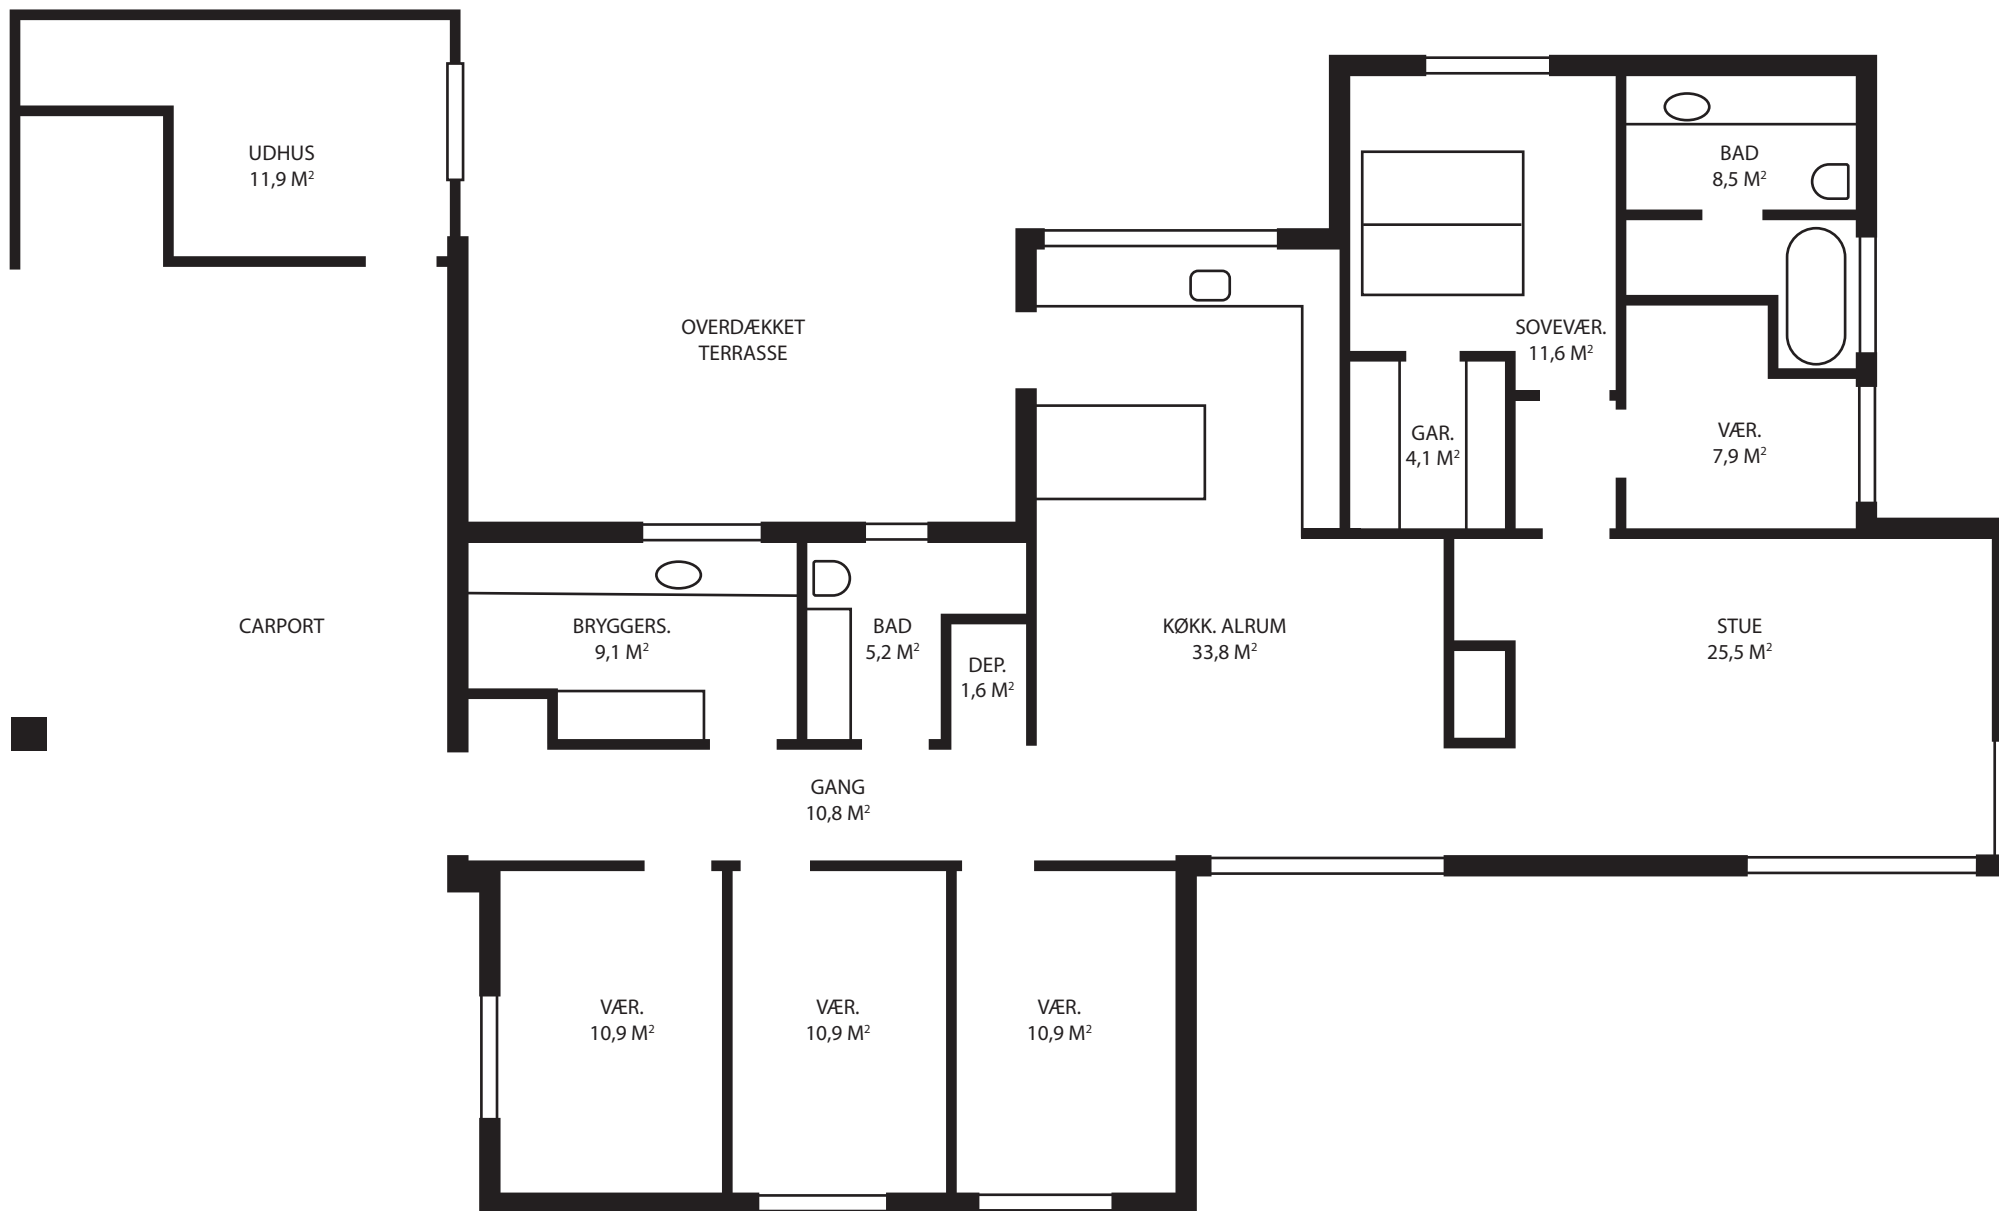 UDHUS
11,9 M²
BAD
8,5 M²
OVERDÆKKET
TERRASSE
SOVEVÆR.
11,6 M²
GAR.
4,1 M²
VÆR.
7,9 M²
CARPORT
BRYGGERS.
9,1 M²
BAD
5,2 M²
DEP.
1,6 M²
KØKK. ALRUM
33,8 M²
STUE
25,5 M²
GANG
10,8 M²
VÆR.
10,9 M²
VÆR.
10,9 M²
VÆR.
10,9 M²